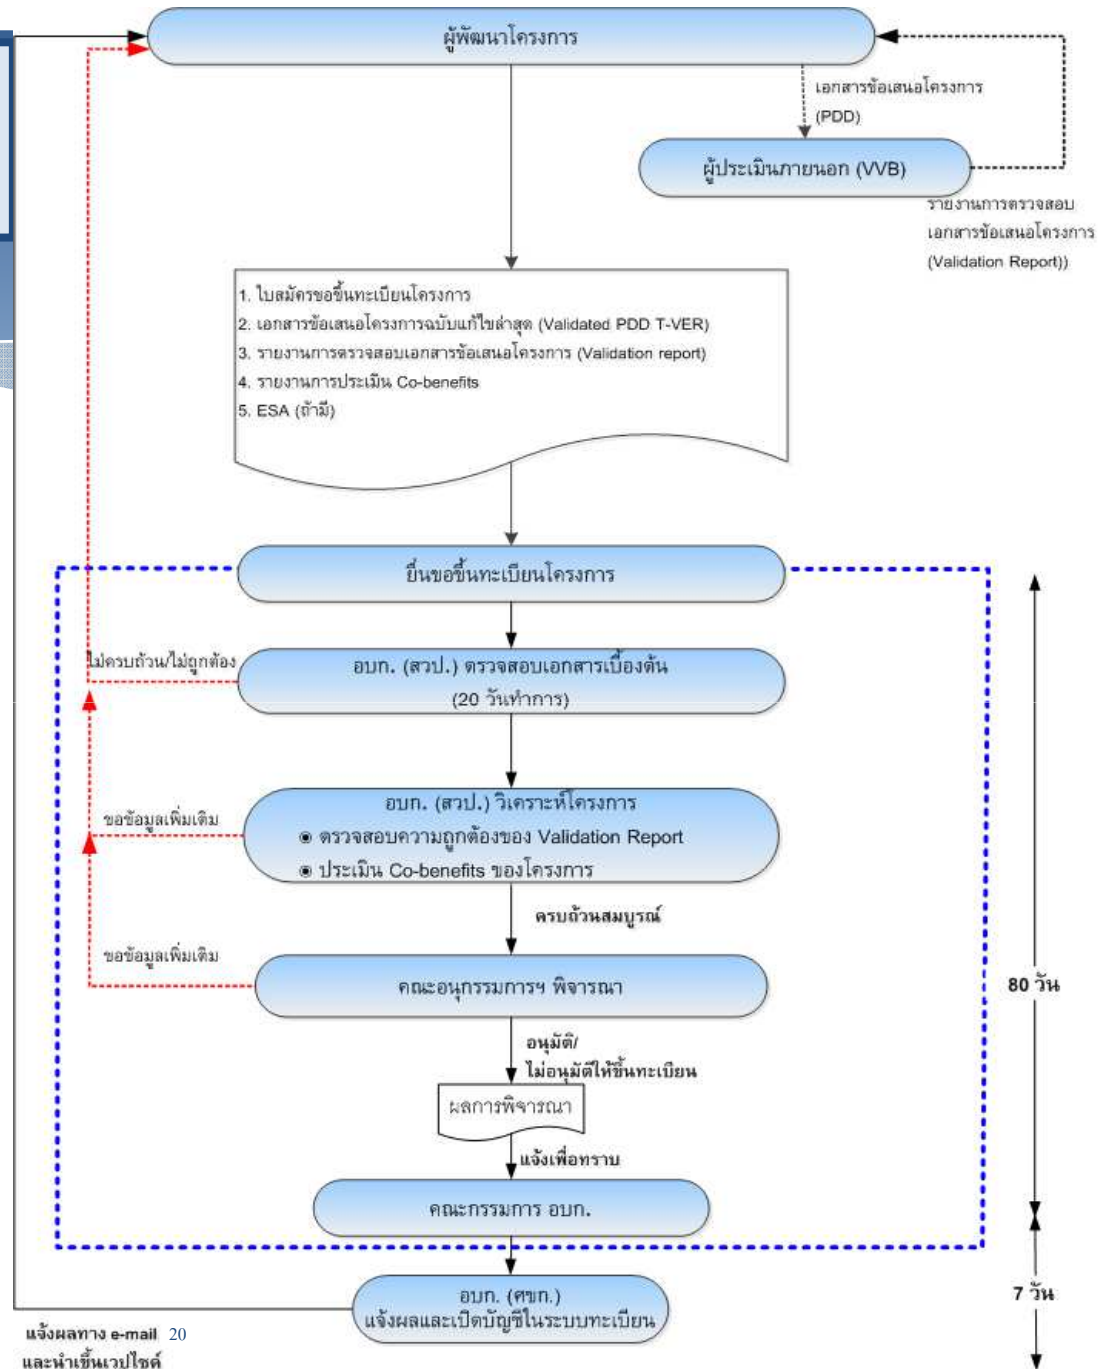 ผู้พัฒนาโครงการ
เอกสารข้อเสนอโครงการ
(PDD)
ผู้ประเมินภายนอก (VVB)
รายงานการตรวจสอบ
เอกสารข้อเสนอโครงการ
(Validation Report))
1. ใบสมัครขอขึ้นทะเบียนโครงการ
2. เอกสารข้อเสนอโครงการฉบับแก้ไขล่าสุด (Validated PDD T-VER)
3. รายงานการตรวจสอบเอกสารข้อเสนอโครงการ (Validation report)
4. รายงานการประเมิน Co-benefits
5. ESA (ถ้ามี)
ยื่นขอขึ้นทะเบียนโครงการ
ไม่ครบถ้วน/ไม่ถูกต้อง
อบก. (สวป.) ตรวจสอบเอกสารเบื้องต้น
(20 วันทำการ)
อบก. (สวป.) วิเคราะห์โครงการ
ขอข้อมูลเพิ่มเติม
◉ ตรวจสอบความถูกต้องของ Validation Report
◉ ประเมิน Co-benefits ของโครงการ
ครบถ้วนสมบูรณ์
ขอข้อมูลเพิ่มเติม
คณะอนุกรรมการฯ พิจารณา
80 วัน
อนุมัติ/
ไม่อนุมัติให้ขึ้นทะเบียน
ผลการพิจารณา
แจ้งเพื่อทราบ
คณะกรรมการ อบก.
อบก. (ศขก.)
แจ้งผลและเปิดบัญชีในระบบทะเบียน
7 วัน
แจ้งผลทาง e-mail 20
และนำเข้นเวปไซด์